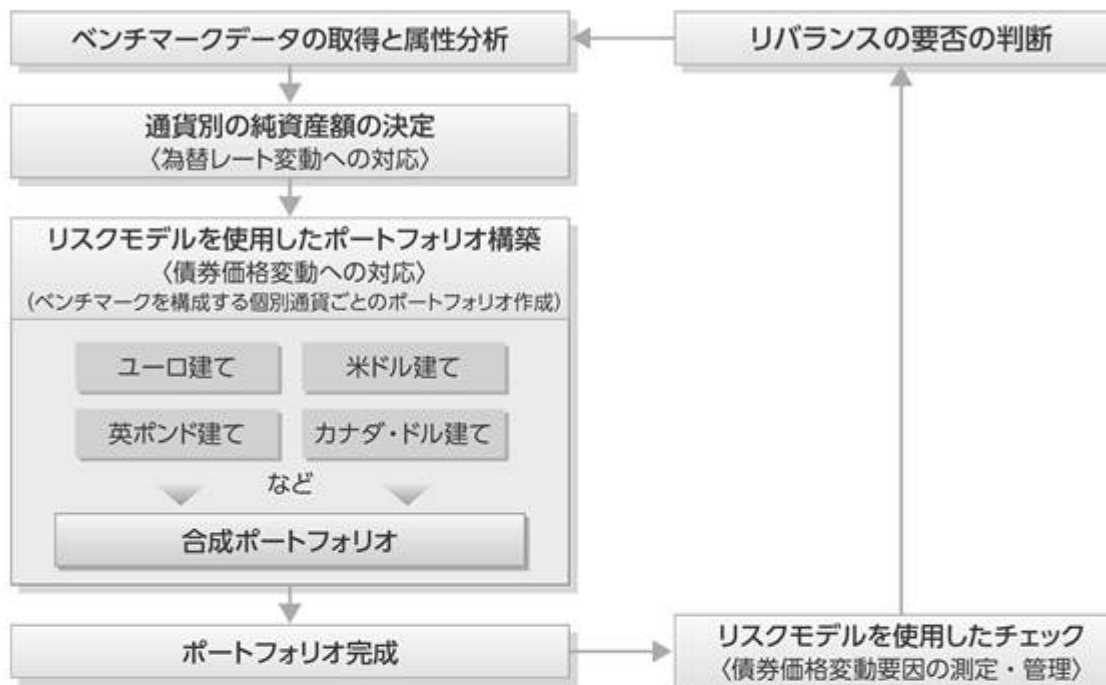 ベンチマークデータの取得と属性分析
リバランスの要否の判断
通貨別の純資産額の決定
〈為替レート変動への対応〉
リスクモデルを使用したポートフォリオ構築
〈債券価格変動への対応〉
(ベンチマークを構成する個別通貨ごとのポートフォリオ作成)
ユーロ建て
米ドル建て
英ポンド建て
カナダ・ドル建て
など
合成ポートフォリオ
ポートフォリオ完成
リスクモデルを使用したチェック
〈債券価格変動要因の測定・管理〉